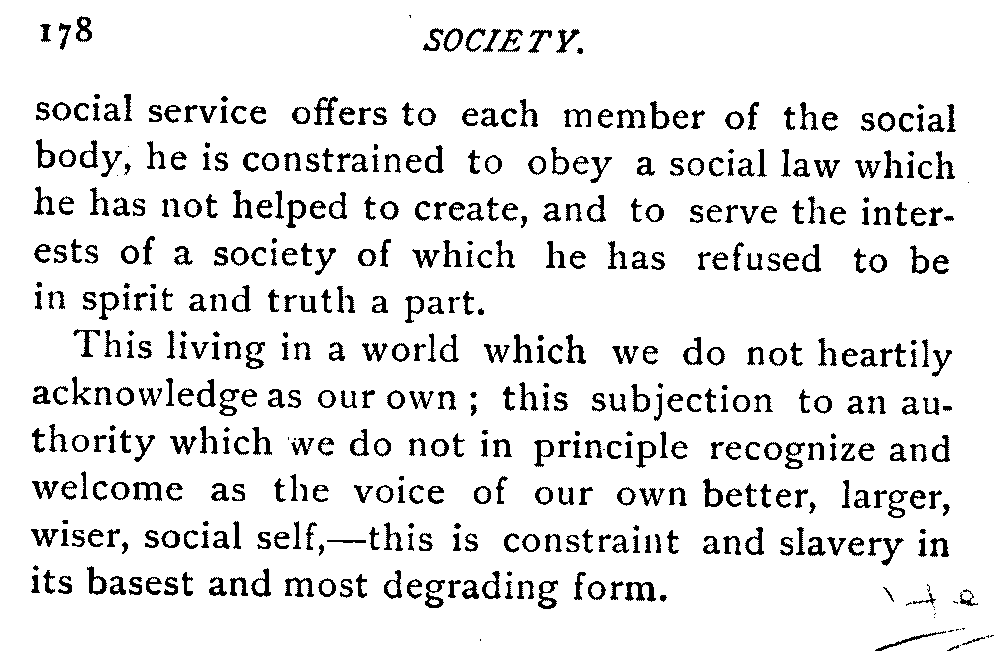 178
SOCIETY.
social service offers to each member of the social
body, he is constrained to obey a social law which
he has not helped to create, and to serve the inter-
ests of a society of which he has refused to be
in spirit and truth a part.
This living in a world which we do not heartily
acknowledge as our own ; this subjection to an au-
thority which we do not in principle recognize and
welcome as the voice of our own better, larger,
wiser, social self,—this is constraint and slavery in
its basest and most degrading form.